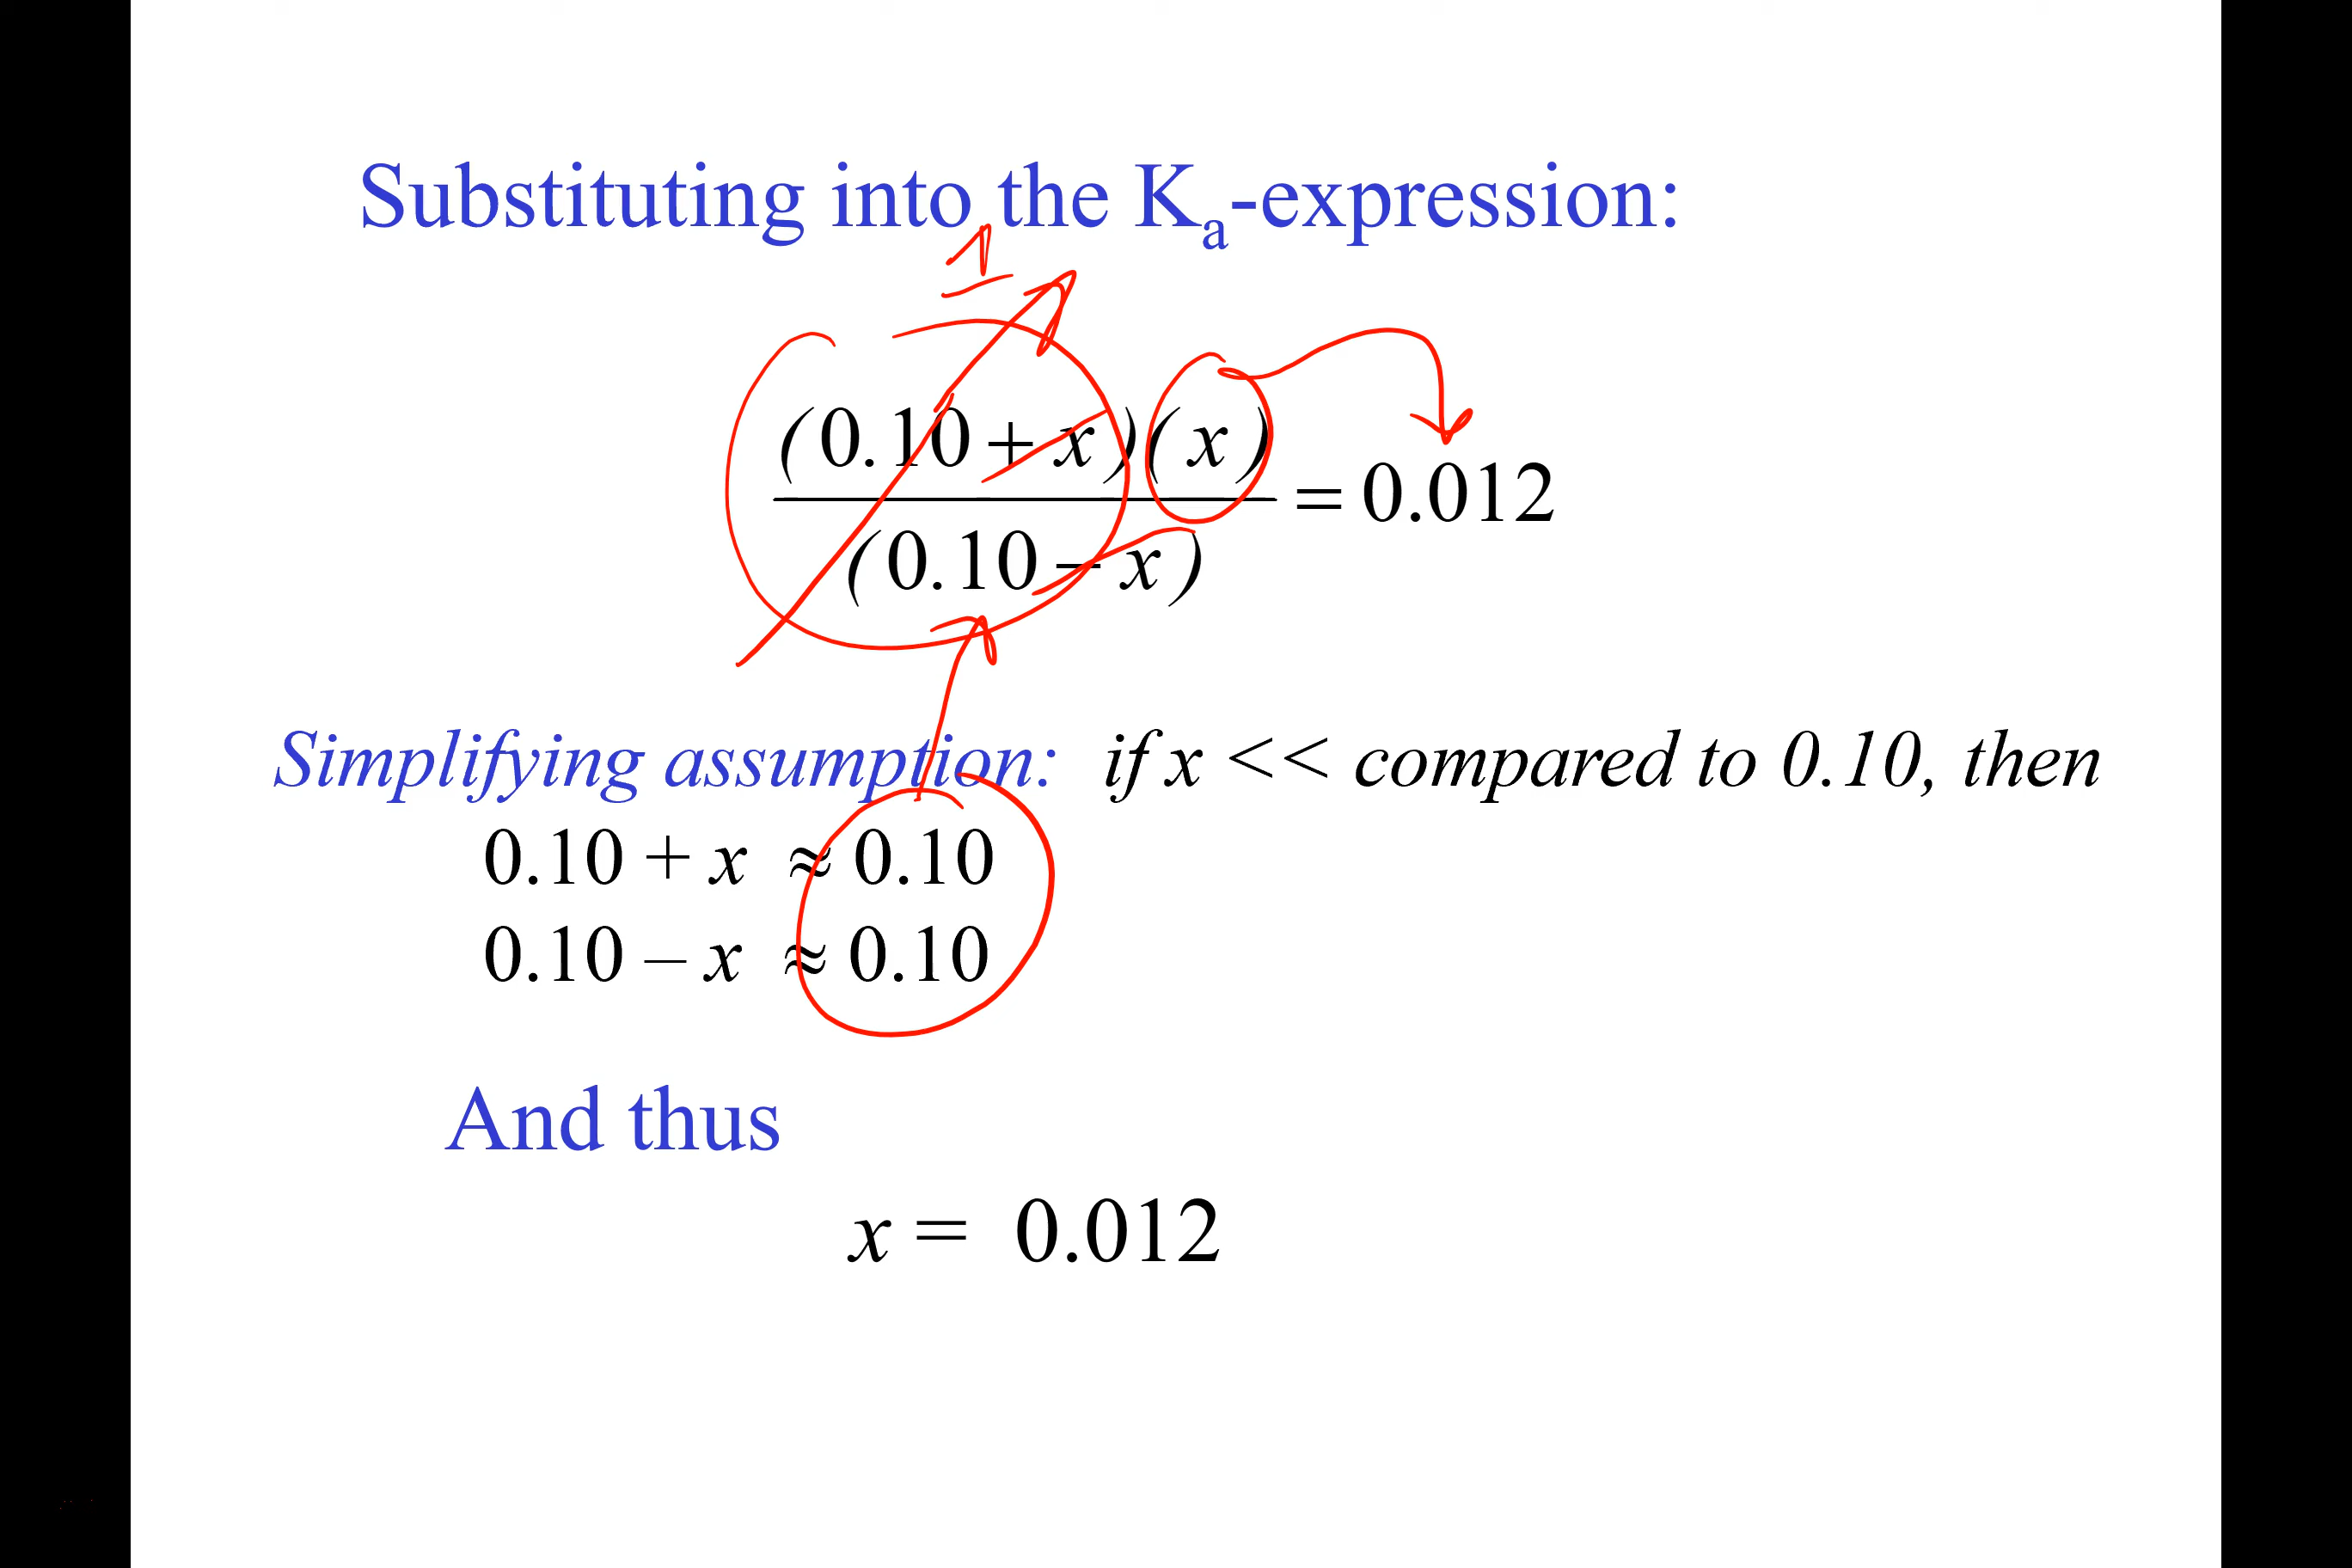 Substituting into the Kₐ-expression:
1
(0.10 + x)(x)
(0.10 – x)
= 0.012
Simplifying assumption: if x << compared to 0.10, then
0.10 + x ≈ 0.10
0.10 – x ≈ 0.10
And thus
x = 0.012